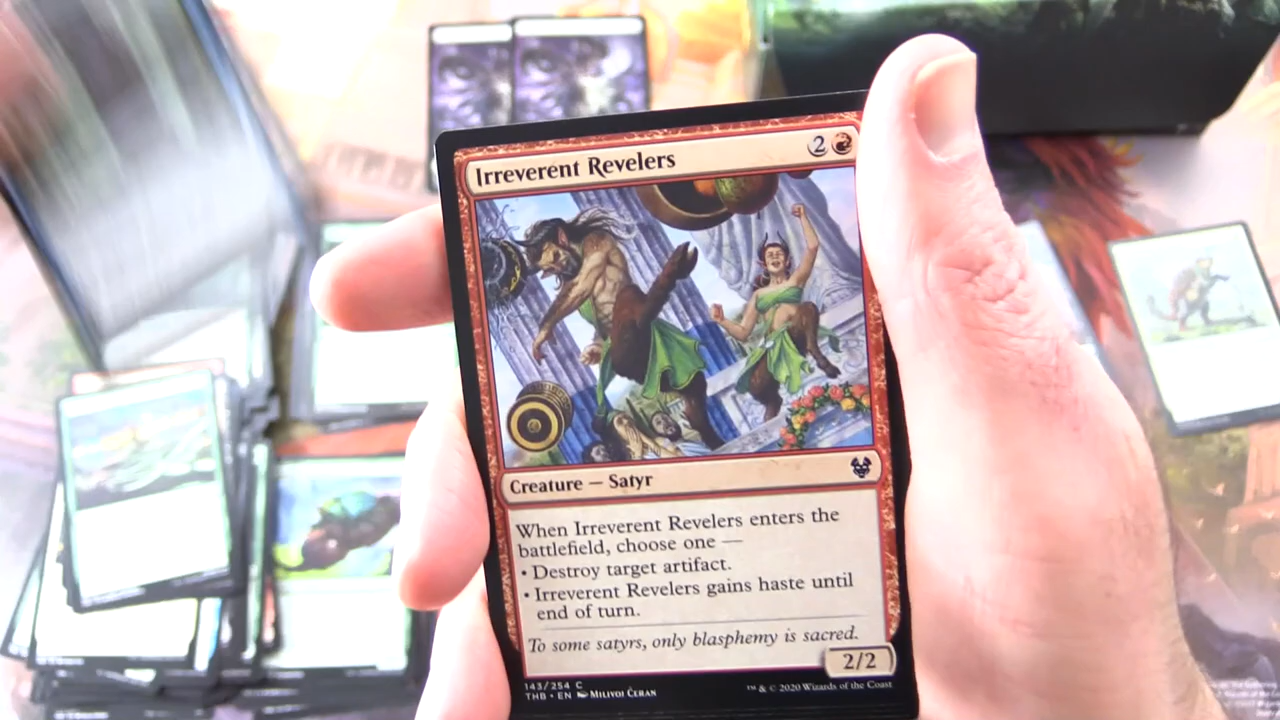 Irreverent Revelers 2
Creature — Satyr
When Irreverent Revelers enters the
battlefield, choose one —
• Destroy target artifact.
• Irreverent Revelers gains haste until
end of turn.
To some satyrs, only blasphemy is sacred.
2/2
143/254 C
THB • EN Milivoj Ćeran
™ & © 2020 Wizards of the Coast